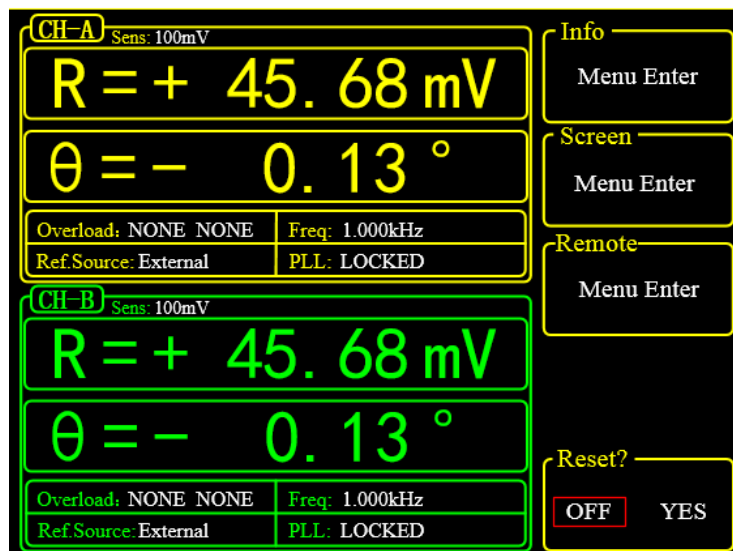 CH-A Sens: 100mV
R=+ 45.68 mV
θ=- 0.13 °
Overload: NONE NONE Freq: 1.000kHz
Ref.Source: External PLL: LOCKED
CH-B Sens: 100mV
R=+ 45.68 mV
θ=- 0.13 °
Overload: NONE NONE Freq: 1.000kHz
Ref.Source: External PLL: LOCKED
Info
Menu Enter
Screen
Menu Enter
Remote
Menu Enter
Reset?
OFF YES